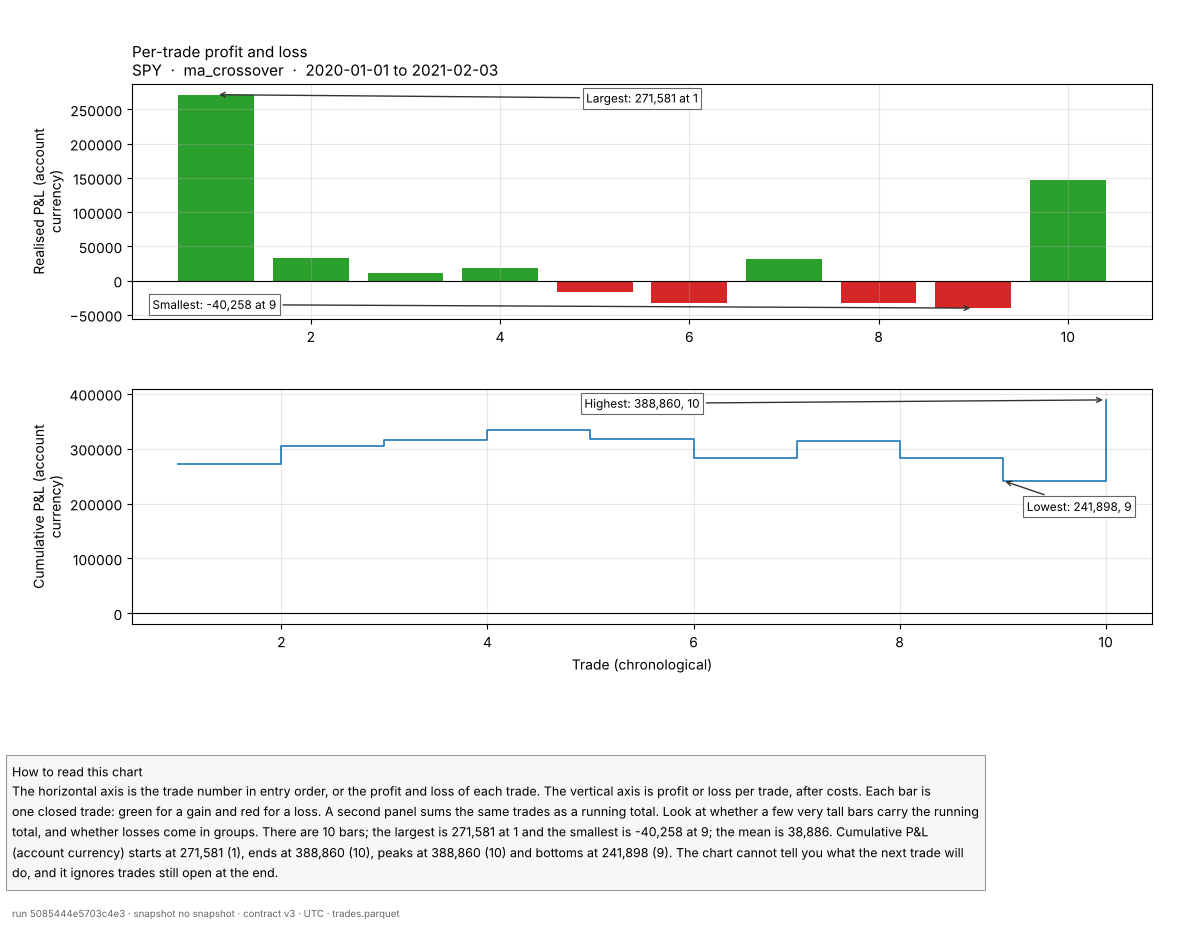 Per-trade profit and loss
SPY · ma_crossover · 2020-01-01 to 2021-02-03
Realised P&L (account
currency)
250000
200000
150000
100000
50000
0
−50000
Largest: 271,581 at 1
Smallest: -40,258 at 9
2
4
6
8
10
Cumulative P&L (account
currency)
400000
300000
200000
100000
0
Highest: 388,860, 10
Lowest: 241,898, 9
2
4
6
8
10
Trade (chronological)
How to read this chart
The horizontal axis is the trade number in entry order, or the profit and loss of each trade. The vertical axis is profit or loss per trade, after costs. Each bar is
one closed trade: green for a gain and red for a loss. A second panel sums the same trades as a running total. Look at whether a few very tall bars carry the running
total, and whether losses come in groups. There are 10 bars; the largest is 271,581 at 1 and the smallest is -40,258 at 9; the mean is 38,886. Cumulative P&L
(account currency) starts at 271,581 (1), ends at 388,860 (10), peaks at 388,860 (10) and bottoms at 241,898 (9). The chart cannot tell you what the next trade will
do, and it ignores trades still open at the end.
run 5085444e5703c4e3 · snapshot no snapshot · contract v3 · UTC · trades.parquet